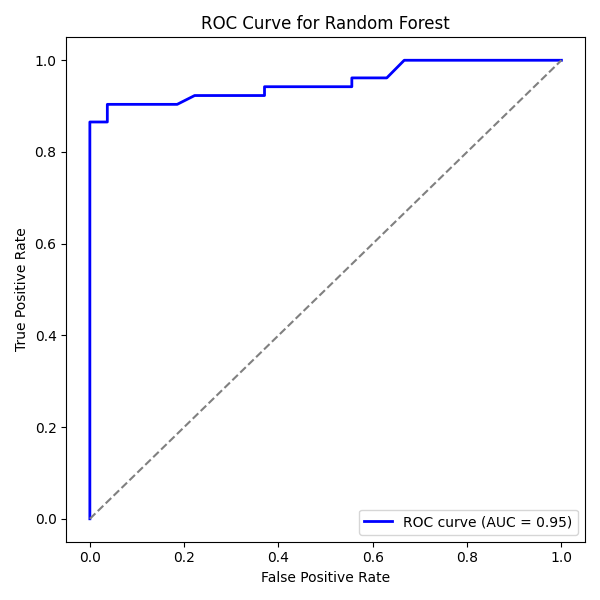 ROC Curve for Random Forest
1.0
0.8
0.6
0.4
0.2
0.0
True Positive Rate
ROC curve (AUC = 0.95)
0.0 0.2 0.4 0.6 0.8 1.0
False Positive Rate